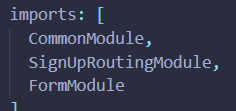 imports: [
CommonModule,
SignUpRoutingModule,
FormModule
]